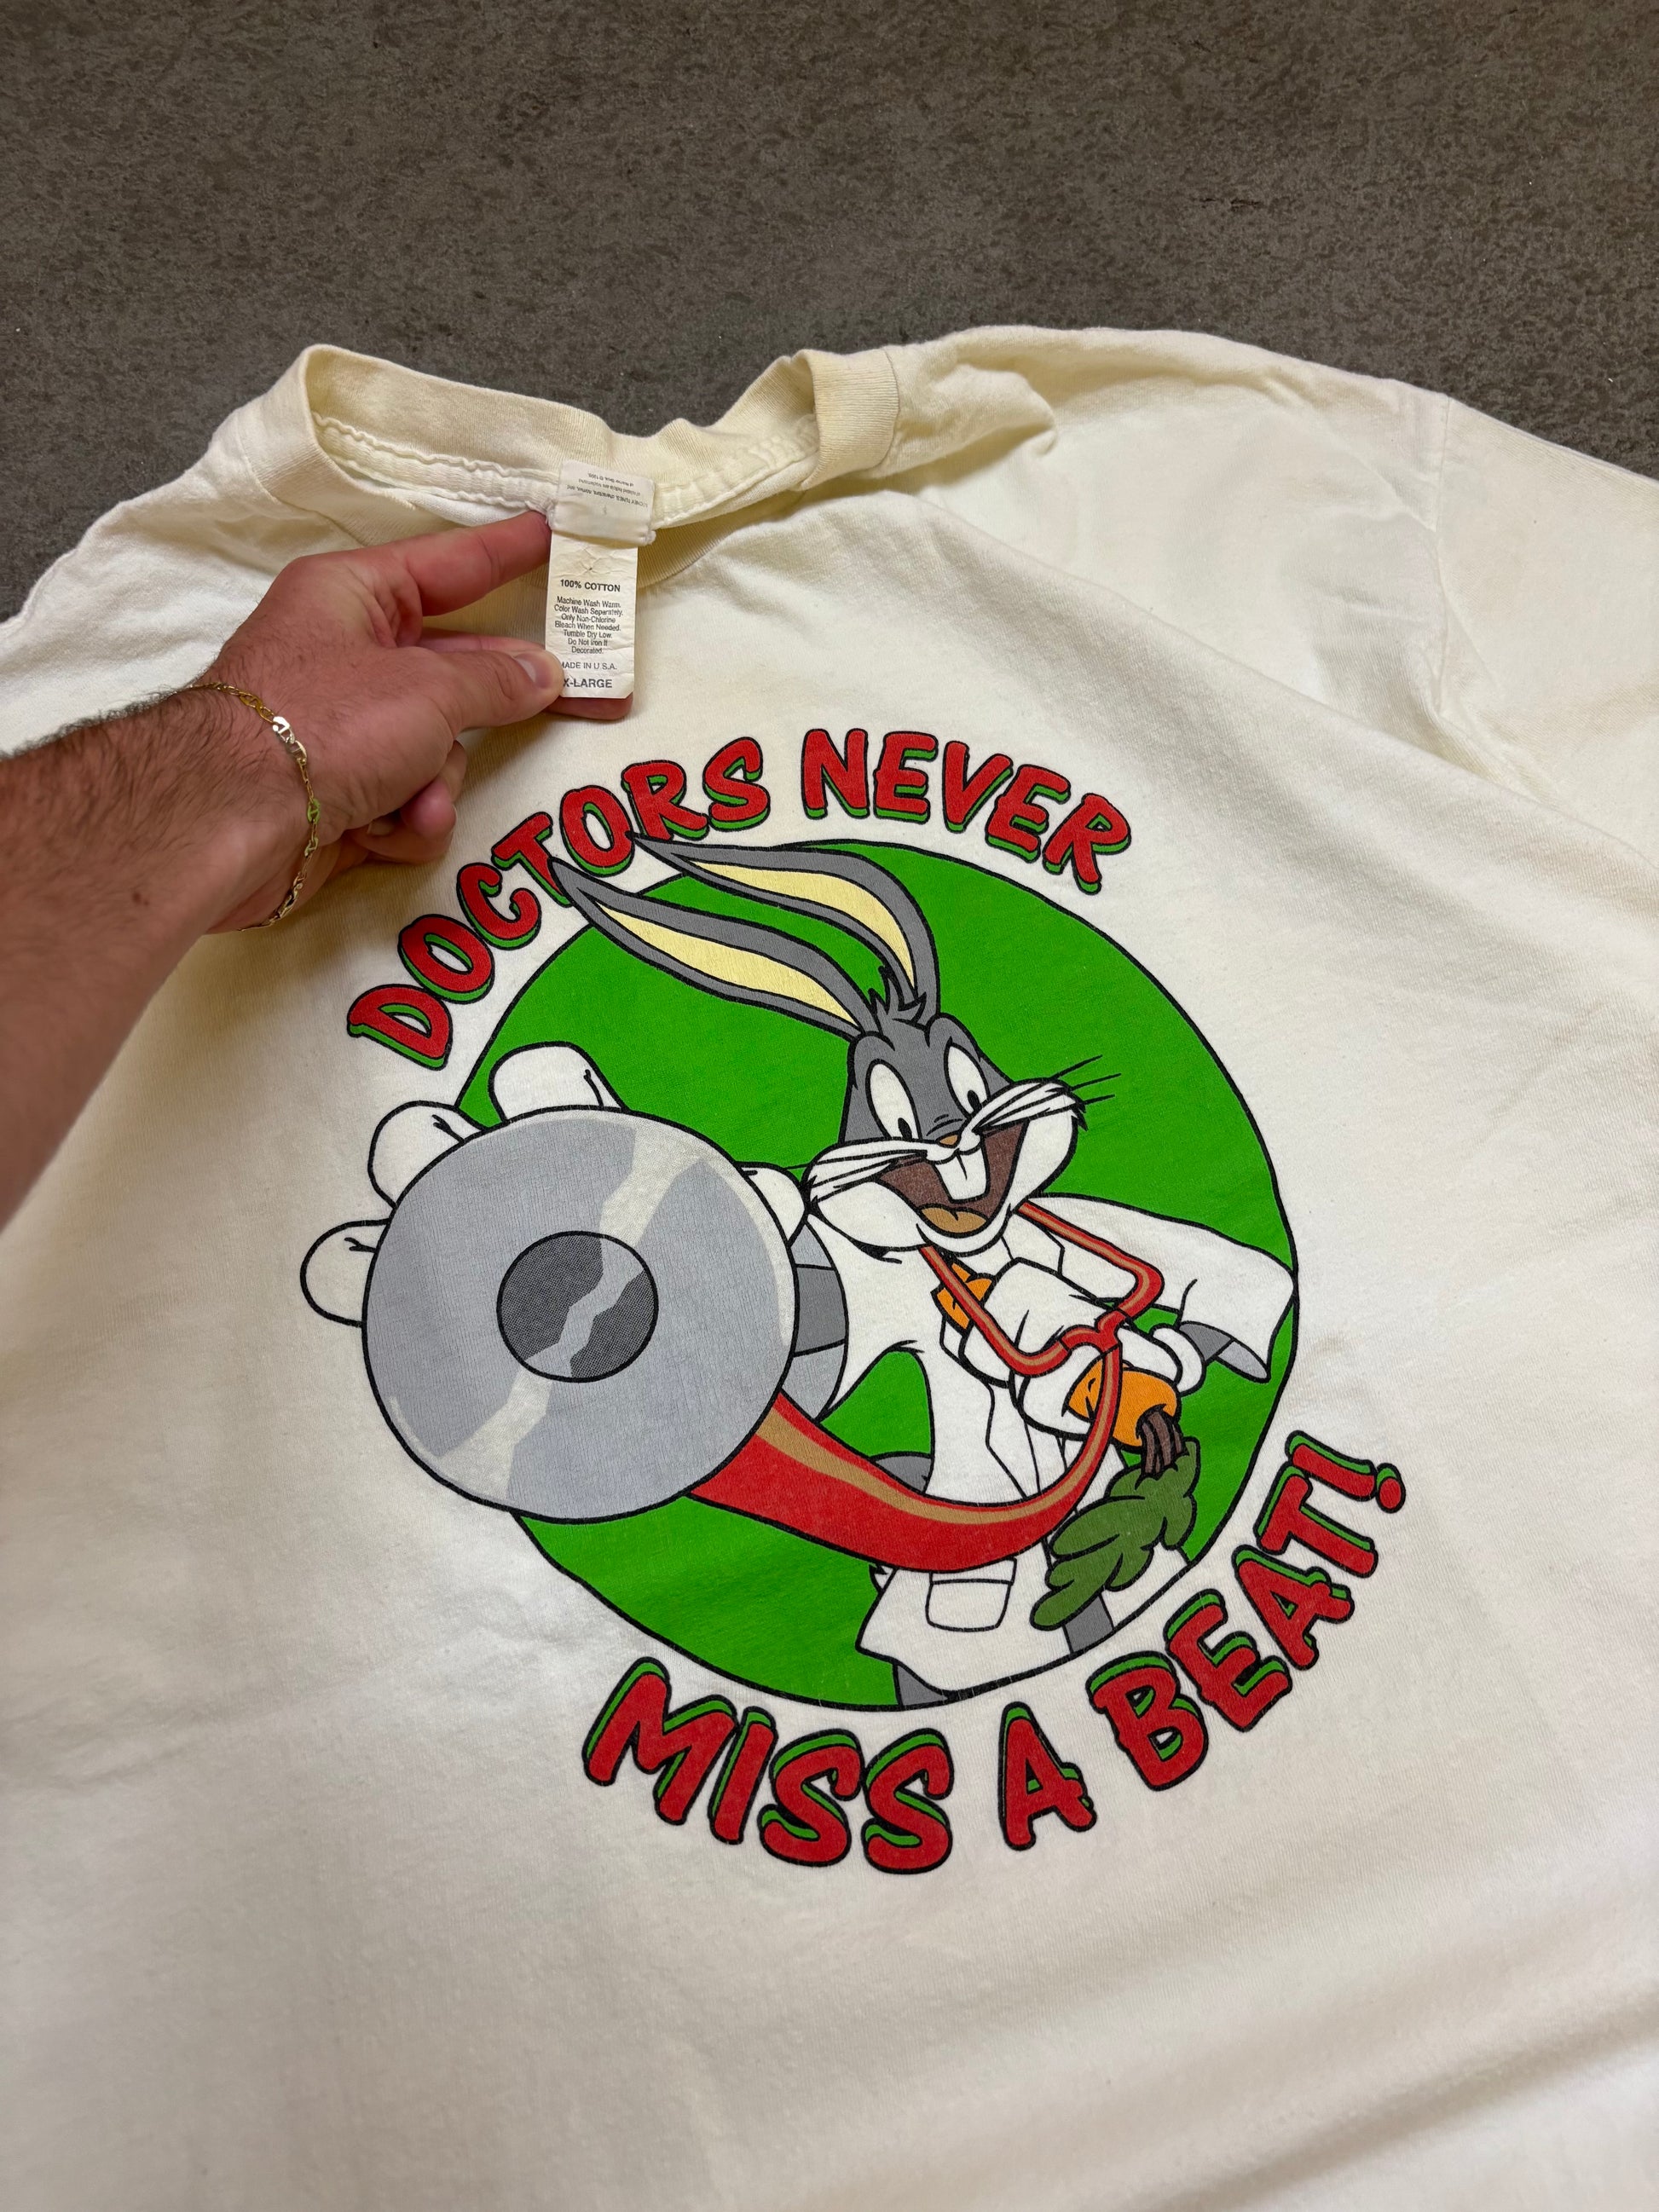 100% COTTON
Machine Wash Warm.
Color Wash Separately.
Only Non-Chlorine
Bleach When Needed.
Tumble Dry Low.
Do Not Iron If
Decorated.
MADE IN U.S.A.
X-LARGE
DOCTORS NEVER
MISS A BEAT!